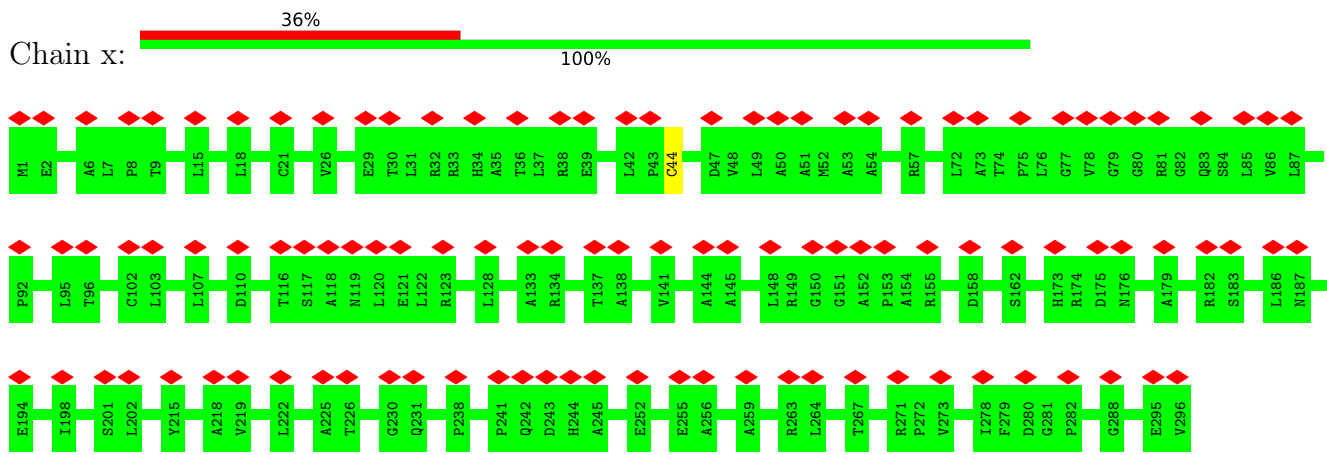 36%
Chain x:
100%
M1 E2 A6 L7 P8 T9 L15 L18 C21 V26 E29 T30 L31 R32 R33 H34 A35 T36 L37 R38 E39 L42 P43 C44 D47 V48 L49 A50 A51 M52 A53 A54 R57 L72 A73 T74 P75 L76 G77 V78 G79 G80 R81 G82 Q83 S84 L85 V86 L87
P92 L95 T96 C102 L103 L107 D110 T116 S117 A118 N119 L120 E121 L122 R123 L128 A133 R134 T137 A138 V141 A144 A145 L148 R149 G150 G151 A152 P153 A154 R155 D158 S162 H173 R174 D175 N176 A179 R182 S183 L186 N187
E194 I198 S201 L202 Y215 A218 V219 L222 A225 T226 G230 Q231 P238 P241 Q242 D243 H244 A245 E252 E255 A256 A259 R263 L264 T267 R271 P272 V273 I278 F279 D280 G281 P282 G288 E295 V296